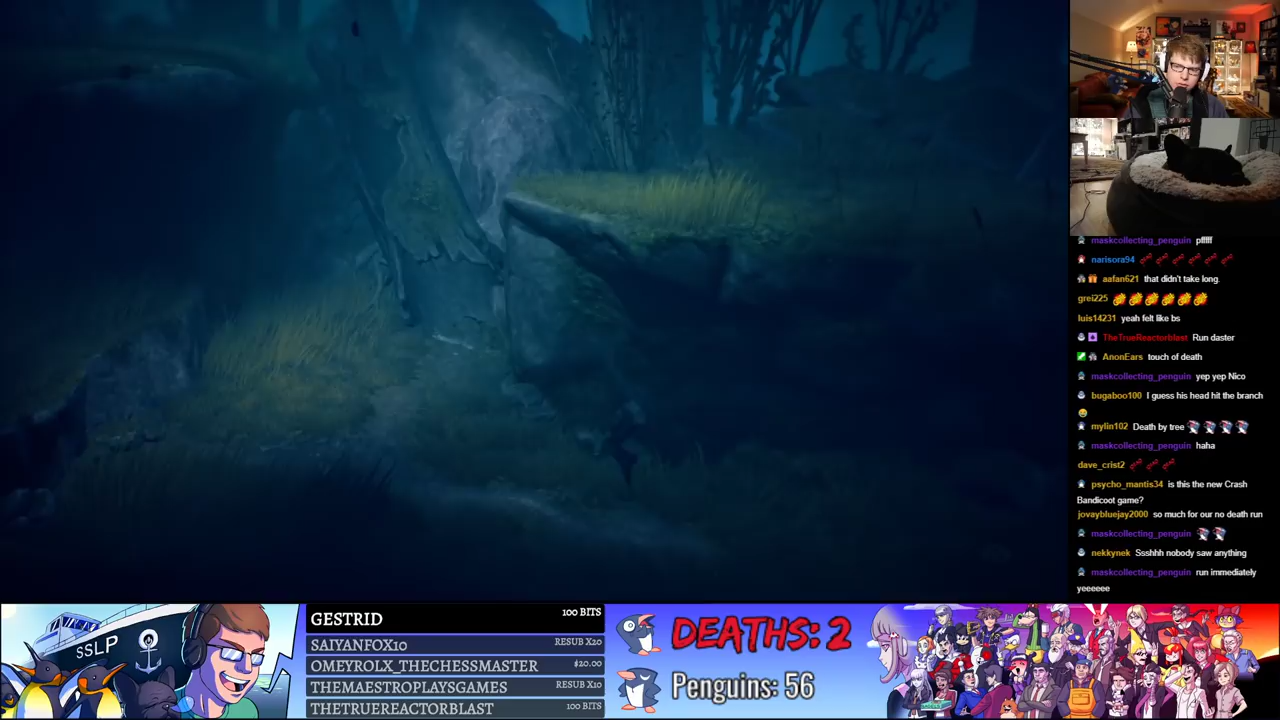 maskcollecting_penguin pffffff
narisora94
aafan621 that didn't take long.
grei225
luis14231 yeah felt like bs
TheTrueReactorblast Run daster
AnonEars touch of death
maskcollecting_penguin yep yep Nico
bugaboo100 I guess his head hit the branch
mylin102 Death by tree
maskcollecting_penguin haha
dave_crist2
psycho_mantis34 is this the new Crash
Bandicoot game?
jovaybluejay2000 so much for our no death run
maskcollecting_penguin
nekkynek Sssshh nobody saw anything
maskcollecting_penguin run immediately
yeeeeee
SSLP
GESTRID 100 BITS
SAIYANFOX10 RESUB X20
OMEYROLX_THECHESSMASTER $20.00
THEMAESTROPLAYSGAMES RESUB X10
THETRUEREACTORBLAST 100 BITS
DEATHS: 2
Penguins: 56